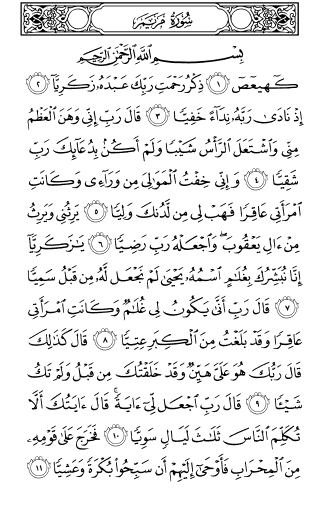 سُورَةُ مَرْيَمَ
بِسْمِ ٱللَّهِ ٱلرَّحْمَٰنِ ٱلرَّحِيمِ
كٓهيعٓصٓ ۝١ ذِكْرُ رَحْمَتِ رَبِّكَ عَبْدَهُۥ زَكَرِيَّآ ۝٢
إِذْ نَادَىٰ رَبَّهُۥ نِدَآءً خَفِيًّا ۝٣ قَالَ رَبِّ إِنِّى وَهَنَ ٱلْعَظْمُ
مِنِّى وَٱشْتَعَلَ ٱلرَّأْسُ شَيْبًا وَلَمْ أَكُنۢ بِدُعَآئِكَ رَبِّ
شَقِيًّا ۝٤ وَإِنِّى خِفْتُ ٱلْمَوَٰلِىَ مِن وَرَآءِى وَكَانَتِ
ٱمْرَأَتِى عَاقِرًا فَهَبْ لِى مِن لَّدُنكَ وَلِيًّا ۝٥ يَرِثُنِى وَيَرِثُ
مِنْ ءَالِ يَعْقُوبَ ۖ وَٱجْعَلْهُ رَبِّ رَضِيًّا ۝٦ يَٰزَكَرِيَّآ
إِنَّا نُبَشِّرُكَ بِغُلَٰمٍ ٱسْمُهُۥ يَحْيَىٰ لَمْ نَجْعَل لَّهُۥ مِن قَبْلُ سَمِيًّا
۝٧ قَالَ رَبِّ أَنَّىٰ يَكُونُ لِى غُلَٰمٌ وَكَانَتِ ٱمْرَأَتِى
عَاقِرًا وَقَدْ بَلَغْتُ مِنَ ٱلْكِبَرِ عِتِيًّا ۝٨ قَالَ كَذَٰلِكَ
قَالَ رَبُّكَ هُوَ عَلَىَّ هَيِّنٌ وَقَدْ خَلَقْتُكَ مِن قَبْلُ وَلَمْ تَكُ
شَيْـًٔا ۝٩ قَالَ رَبِّ ٱجْعَل لِّىٓ ءَايَةً ۚ قَالَ ءَايَتُكَ أَلَّا
تُكَلِّمَ ٱلنَّاسَ ثَلَٰثَ لَيَالٍ سَوِيًّا ۝١٠ فَخَرَجَ عَلَىٰ قَوْمِهِۦ
مِنَ ٱلْمِحْرَابِ فَأَوْحَىٰٓ إِلَيْهِمْ أَن سَبِّحُوا۟ بُكْرَةً وَعَشِيًّا ۝١١